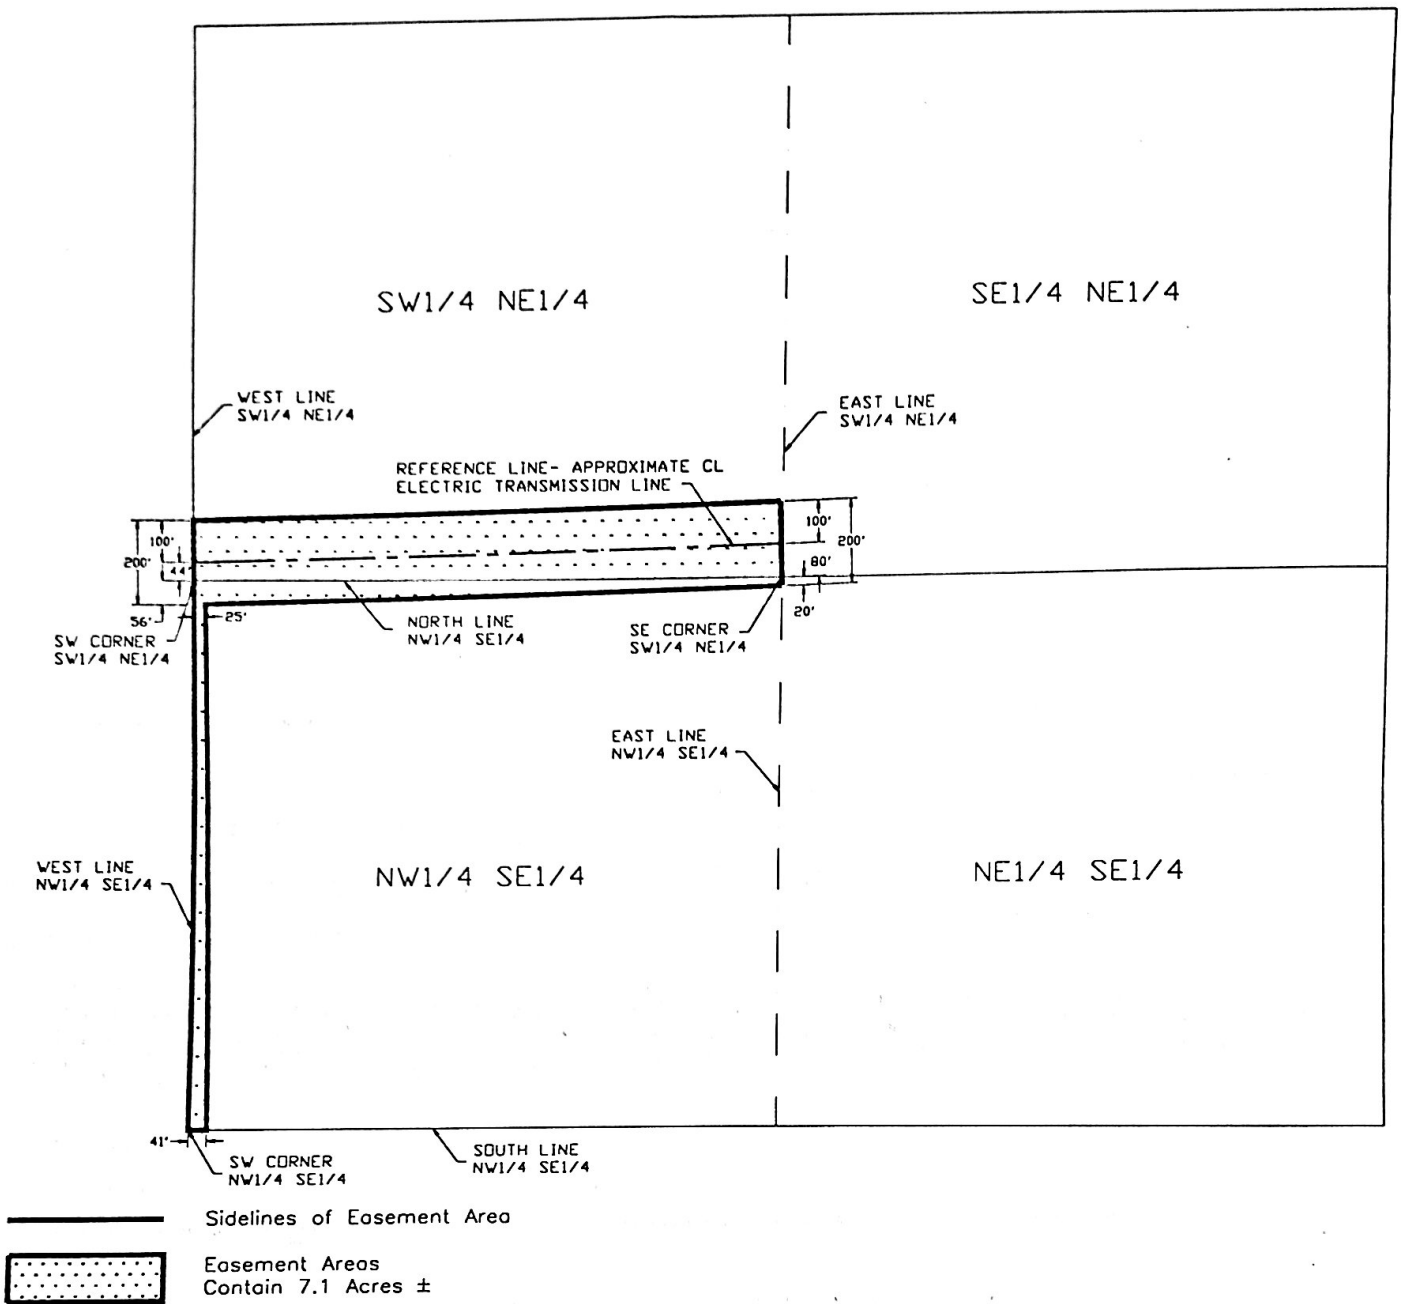 SW1/4 NE1/4
SE1/4 NE1/4
WEST LINE
SW1/4 NE1/4
EAST LINE
SW1/4 NE1/4
REFERENCE LINE- APPROXIMATE CL
ELECTRIC TRANSMISSION LINE
100'
200'
44'
56'
25'
100'
200'
80'
20'
SW CORNER
SW1/4 NE1/4
NORTH LINE
NW1/4 SE1/4
SE CORNER
SW1/4 NE1/4
EAST LINE
NW1/4 SE1/4
WEST LINE
NW1/4 SE1/4
NW1/4 SE1/4
NE1/4 SE1/4
41'
SW CORNER
NW1/4 SE1/4
SOUTH LINE
NW1/4 SE1/4
Sidelines of Easement Area
Easement Areas
Contain 7.1 Acres ±